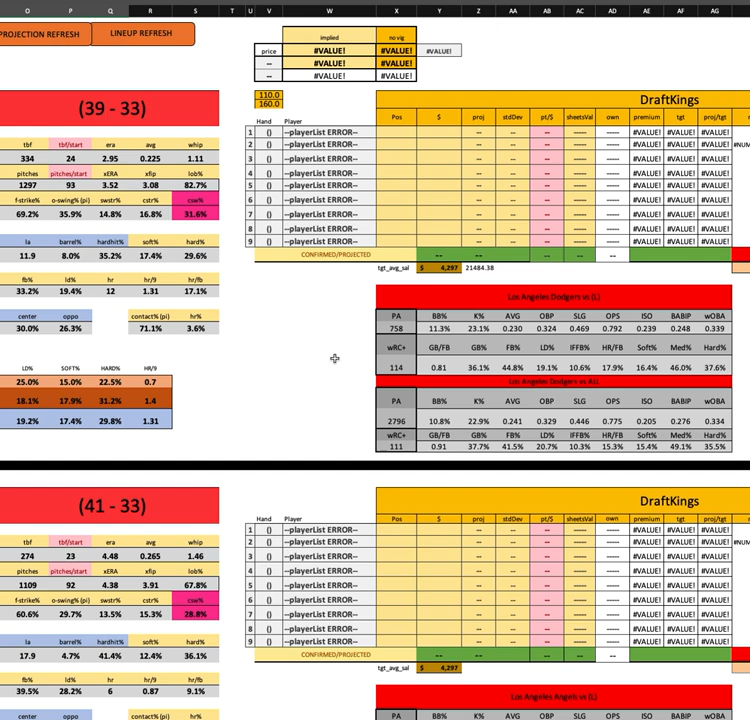 O P Q R S T U V W X Y Z AA AB AC AD AE AF AG
PROJECTION REFRESH LINEUP REFRESH
implied no vig
price #VALUE! #VALUE! #VALUE!
-- #VALUE! #VALUE!
-- #VALUE! #VALUE!
110.0
160.0
(39 - 33)
DraftKings
Hand Player Pos $ proj stdDev pt/$ sheetsVal own premium tgt proj/tgt
1 () --playerList ERROR-- -- -- -- ----- ----- #VALUE! #VALUE! #VALUE!
2 () --playerList ERROR-- -- -- -- ----- ----- #VALUE! #VALUE! #VALUE! #NUM
3 () --playerList ERROR-- -- -- -- ----- ----- #VALUE! #VALUE! #VALUE!
4 () --playerList ERROR-- -- -- -- ----- ----- #VALUE! #VALUE! #VALUE!
5 () --playerList ERROR-- -- -- -- ----- ----- #VALUE! #VALUE! #VALUE!
6 () --playerList ERROR-- -- -- -- ----- ----- #VALUE! #VALUE! #VALUE!
7 () --playerList ERROR-- -- -- -- ----- ----- #VALUE! #VALUE! #VALUE!
8 () --playerList ERROR-- -- -- -- ----- ----- #VALUE! #VALUE! #VALUE!
9 () --playerList ERROR-- -- -- -- ----- ----- #VALUE! #VALUE! #VALUE!
CONFIRMED/PROJECTED -- -- -- -- --
tgt_avg_sal $ 4,297 21484.38
tbf tbf/start era avg whip
334 24 2.95 0.225 1.11
pitches pitches/start xERA xfip lob%
1297 93 3.52 3.08 82.7%
f-strike% o-swing% (pi) swstr% cstr% csw%
69.2% 35.9% 14.8% 16.8% 31.6%
la barrel% hardhit% soft% hard%
11.9 8.0% 35.2% 17.4% 29.6%
fb% ld% hr hr/9 hr/fb
33.2% 19.4% 12 1.31 17.1%
center oppo contact% (pi) hr%
30.0% 26.3% 71.1% 3.6%
LD% SOFT% HARD% HR/9
25.0% 15.0% 22.5% 0.7
18.1% 17.9% 31.2% 1.4
19.2% 17.4% 29.8% 1.31
Los Angeles Dodgers vs (L)
PA BB% K% AVG OBP SLG OPS ISO BABIP wOBA
758 11.3% 23.1% 0.230 0.324 0.469 0.792 0.239 0.248 0.339
wRC+ GB/FB GB% FB% LD% IFFB% HR/FB Soft% Med% Hard%
114 0.81 36.1% 44.8% 19.1% 10.6% 17.9% 16.4% 46.0% 37.6%
Los Angeles Dodgers vs ALL
PA BB% K% AVG OBP SLG OPS ISO BABIP wOBA
2796 10.8% 22.9% 0.241 0.329 0.446 0.775 0.205 0.276 0.334
wRC+ GB/FB GB% FB% LD% IFFB% HR/FB Soft% Med% Hard%
111 0.91 37.7% 41.5% 20.7% 10.3% 15.3% 15.4% 49.1% 35.5%
(41 - 33)
DraftKings
Hand Player Pos $ proj stdDev pt/$ sheetsVal own premium tgt proj/tgt
1 () --playerList ERROR-- -- -- -- ----- ----- #VALUE! #VALUE! #VALUE!
2 () --playerList ERROR-- -- -- -- ----- ----- #VALUE! #VALUE! #VALUE! #NUM
3 () --playerList ERROR-- -- -- -- ----- ----- #VALUE! #VALUE! #VALUE!
4 () --playerList ERROR-- -- -- -- ----- ----- #VALUE! #VALUE! #VALUE!
5 () --playerList ERROR-- -- -- -- ----- ----- #VALUE! #VALUE! #VALUE!
6 () --playerList ERROR-- -- -- -- ----- ----- #VALUE! #VALUE! #VALUE!
7 () --playerList ERROR-- -- -- -- ----- ----- #VALUE! #VALUE! #VALUE!
8 () --playerList ERROR-- -- -- -- ----- ----- #VALUE! #VALUE! #VALUE!
9 () --playerList ERROR-- -- -- -- ----- ----- #VALUE! #VALUE! #VALUE!
CONFIRMED/PROJECTED -- -- -- -- --
tgt_avg_sal $ 4,297
tbf tbf/start era avg whip
274 23 4.48 0.265 1.46
pitches pitches/start xERA xfip lob%
1109 92 4.38 3.91 67.8%
f-strike% o-swing% (pi) swstr% cstr% csw%
60.6% 29.7% 13.5% 15.3% 28.8%
la barrel% hardhit% soft% hard%
17.9 4.7% 41.4% 12.4% 36.1%
fb% ld% hr hr/9 hr/fb
39.5% 28.2% 6 0.87 9.1%
center oppo contact% (pi) hr%
Los Angeles Angels vs (L)
PA BB% K% AVG OBP SLG OPS ISO BABIP wOBA